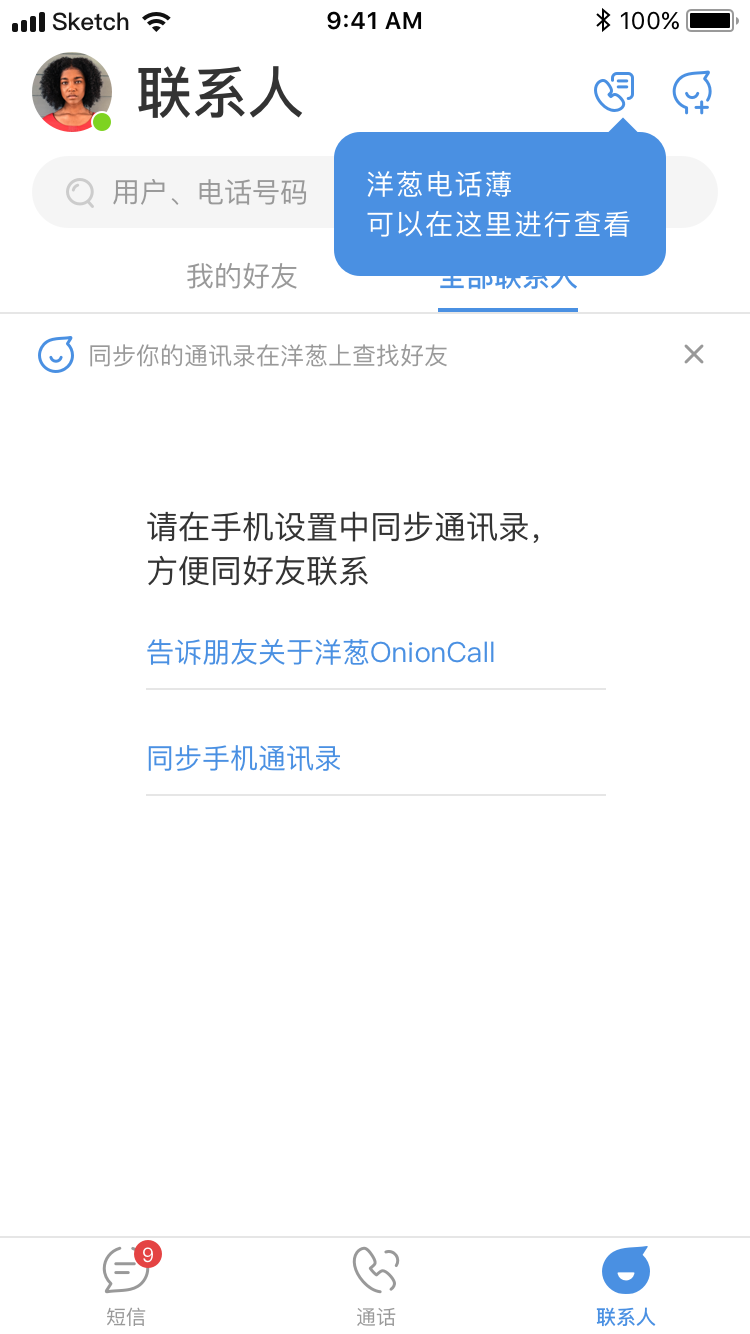 Sketch 9:41 AM 100%
联系人
用户、电话号码
洋葱电话薄
可以在这里进行查看
我的好友 全部联系人
同步你的通讯录在洋葱上查找好友
请在手机设置中同步通讯录，
方便同好友联系
告诉朋友关于洋葱OnionCall
同步手机通讯录
9
短信 通话 联系人